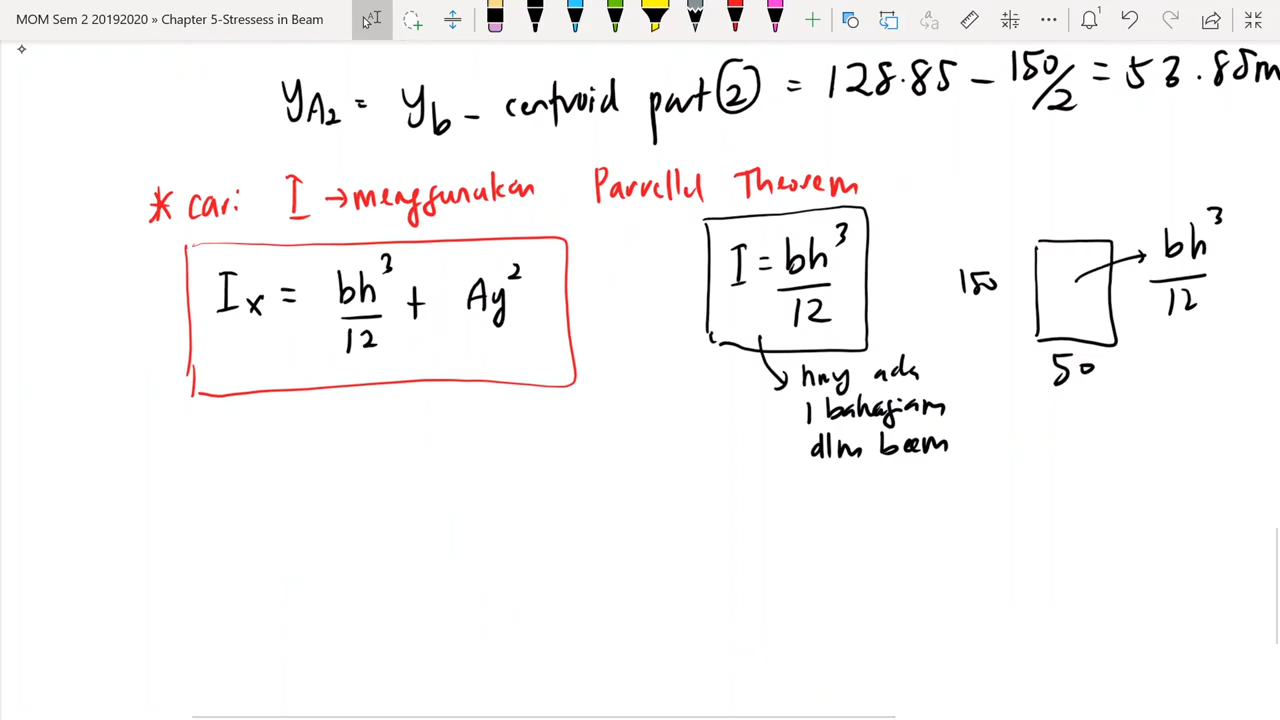 MOM Sem 2 20192020 » Chapter 5-Stressess in Beam
yA₂ = yb - centroid part ② = 128.85 - 150/2 = 53.85m
* cari I → menggunakan Parrellel Theorem
Ix = bh³/12 + Ay²
I = bh³/12
150
bh³/12
50
hny ada
1 bahagian
dlm beam